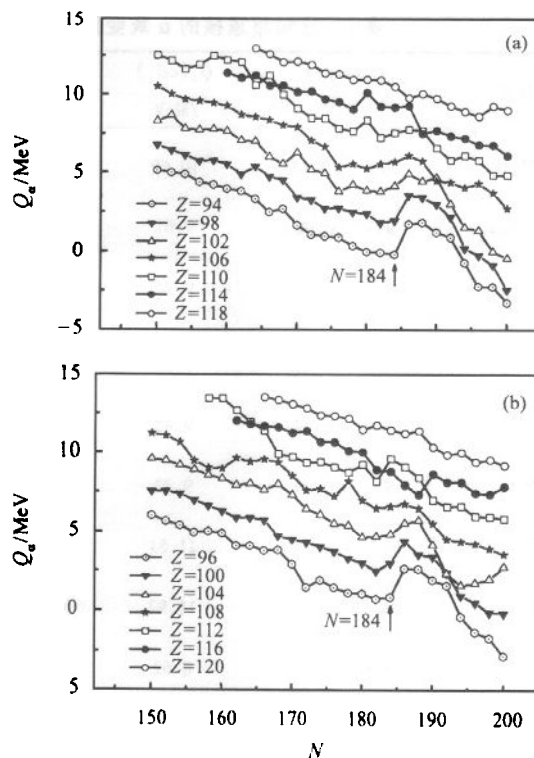 15
(a)
10
Qα/MeV
5
Z=94
Z=98
Z=102
0
Z=106
Z=110
N=184
Z=114
Z=118
-5
15
(b)
10
Qα/MeV
5
Z=96
Z=100
Z=104
0
Z=108
Z=112
N=184
Z=116
Z=120
5
150 160 170 180 190 200
N